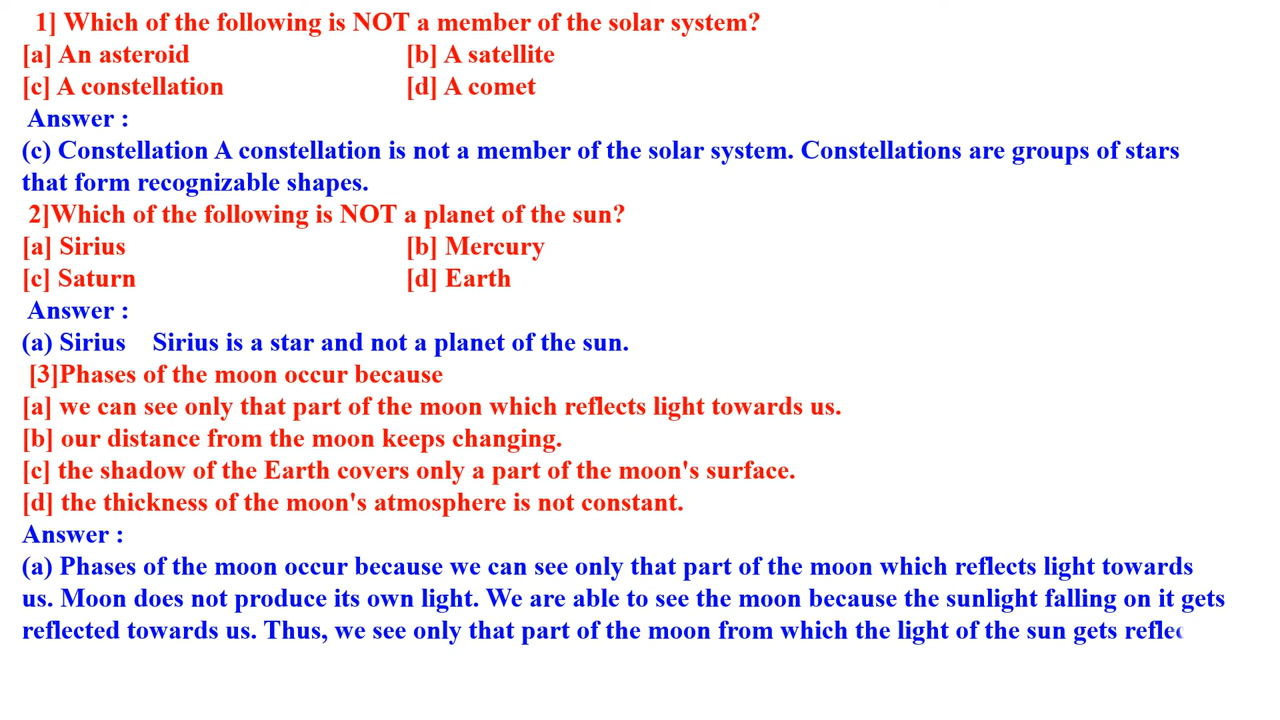 1] Which of the following is NOT a member of the solar system?
[a] An asteroid [b] A satellite
[c] A constellation [d] A comet
Answer :
(c) Constellation A constellation is not a member of the solar system. Constellations are groups of stars
that form recognizable shapes.
2]Which of the following is NOT a planet of the sun?
[a] Sirius [b] Mercury
[c] Saturn [d] Earth
Answer :
(a) Sirius Sirius is a star and not a planet of the sun.
[3]Phases of the moon occur because
[a] we can see only that part of the moon which reflects light towards us.
[b] our distance from the moon keeps changing.
[c] the shadow of the Earth covers only a part of the moon's surface.
[d] the thickness of the moon's atmosphere is not constant.
Answer :
(a) Phases of the moon occur because we can see only that part of the moon which reflects light towards
us. Moon does not produce its own light. We are able to see the moon because the sunlight falling on it gets
reflected towards us. Thus, we see only that part of the moon from which the light of the sun gets reflec